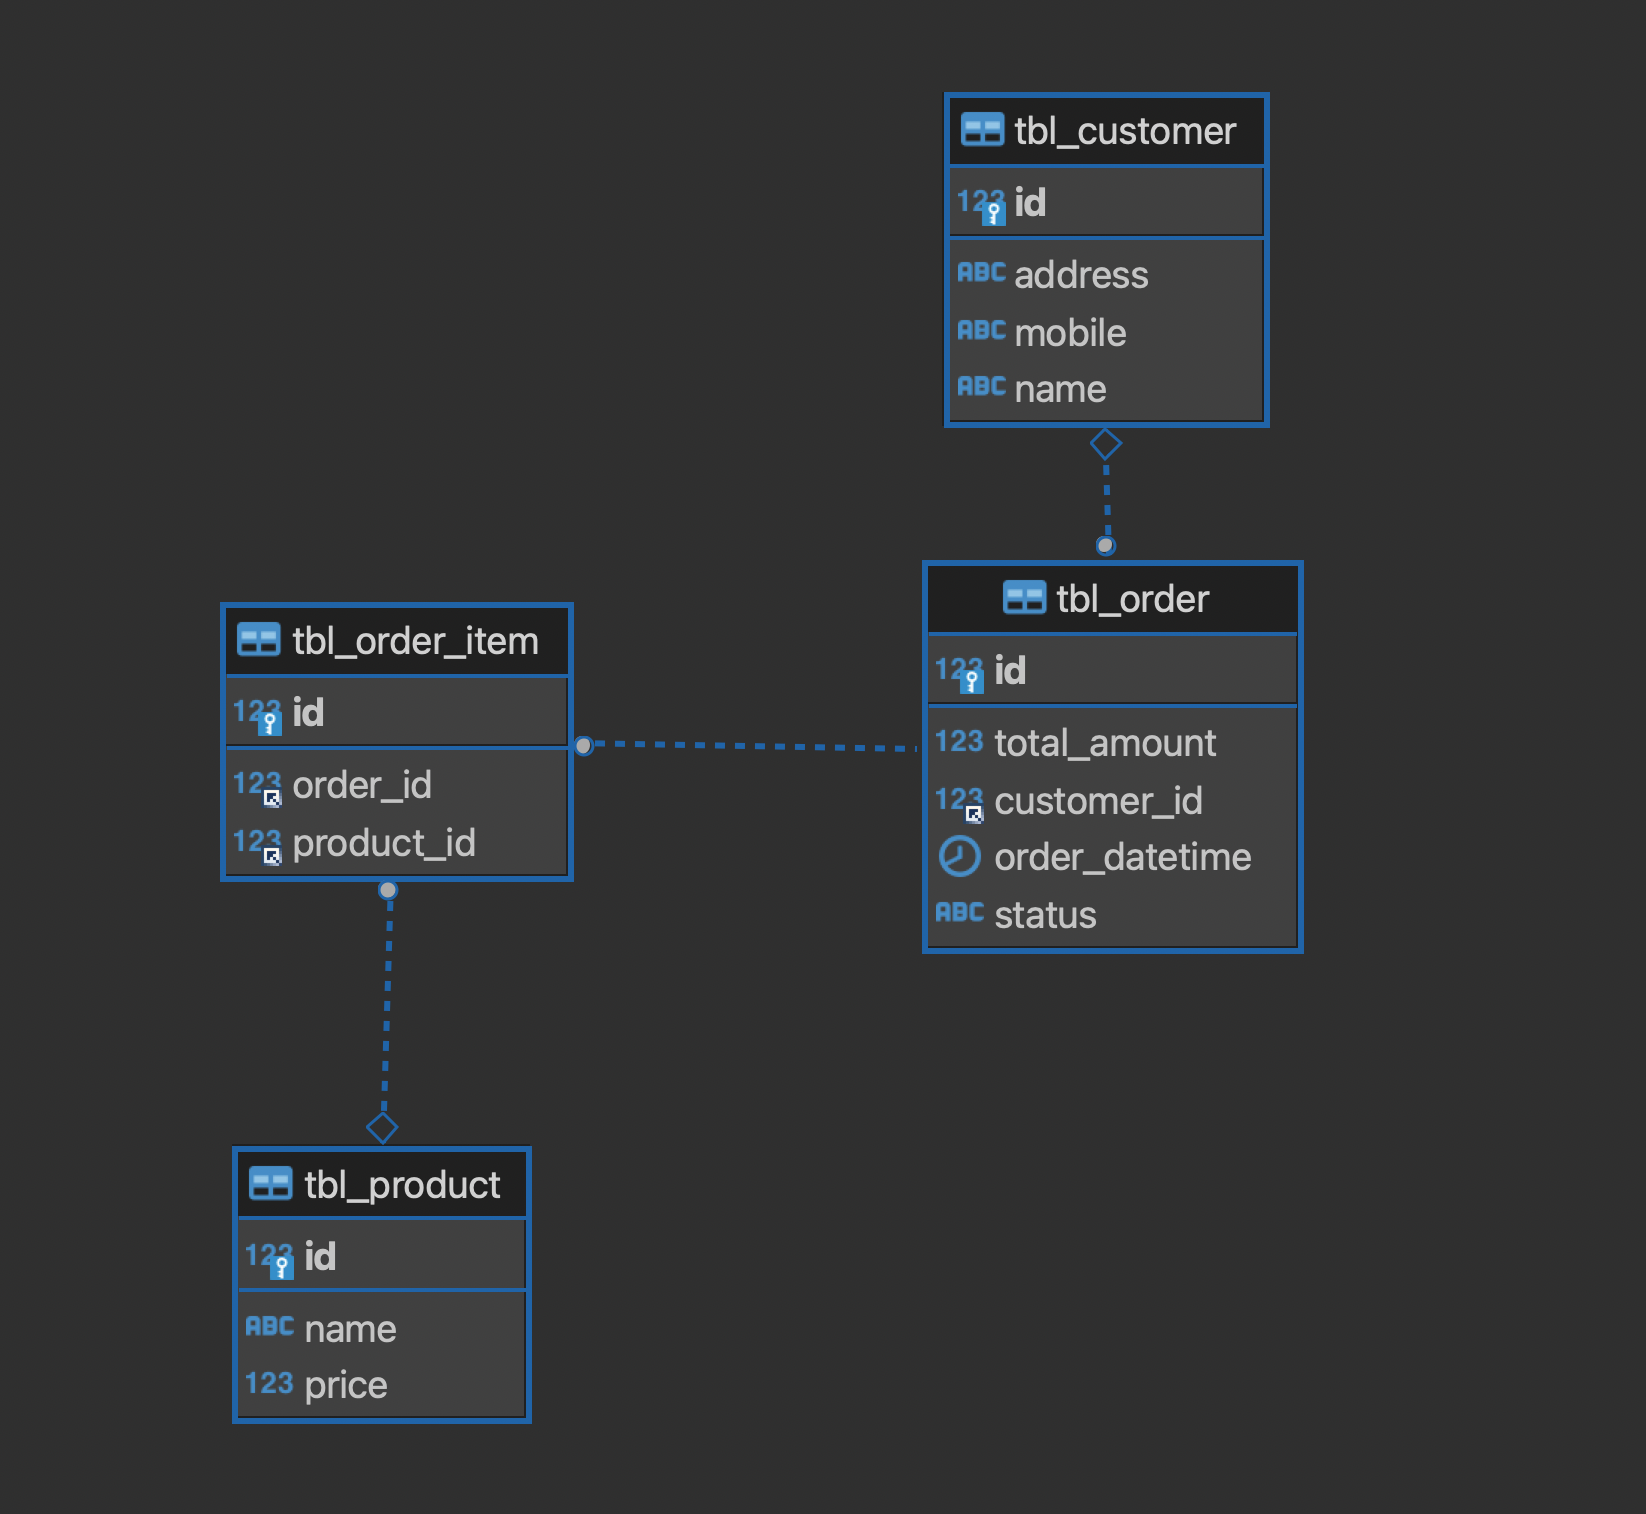 tbl_customer
123 id
ABC address
ABC mobile
ABC name
tbl_order
123 id
123 total_amount
123 customer_id
order_datetime
ABC status
tbl_order_item
123 id
123 order_id
123 product_id
tbl_product
123 id
ABC name
123 price